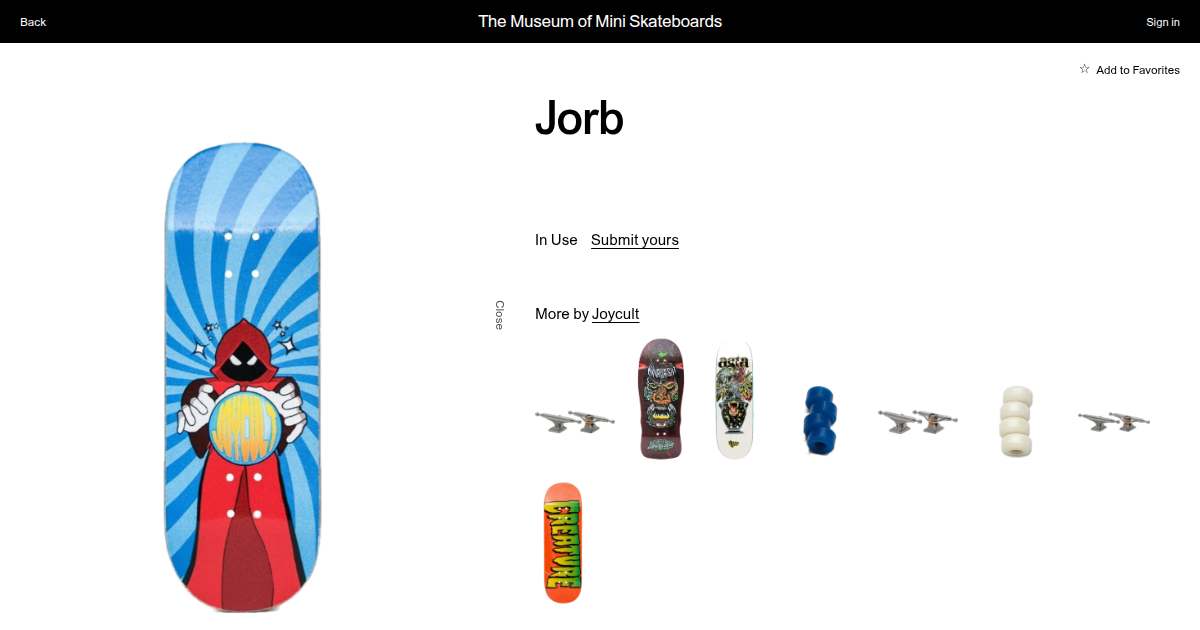 Back
The Museum of Mini Skateboards
Sign in
☆ Add to Favorites
Jorb
In Use Submit yours
Close
More by Joycult
asta
CREATURE